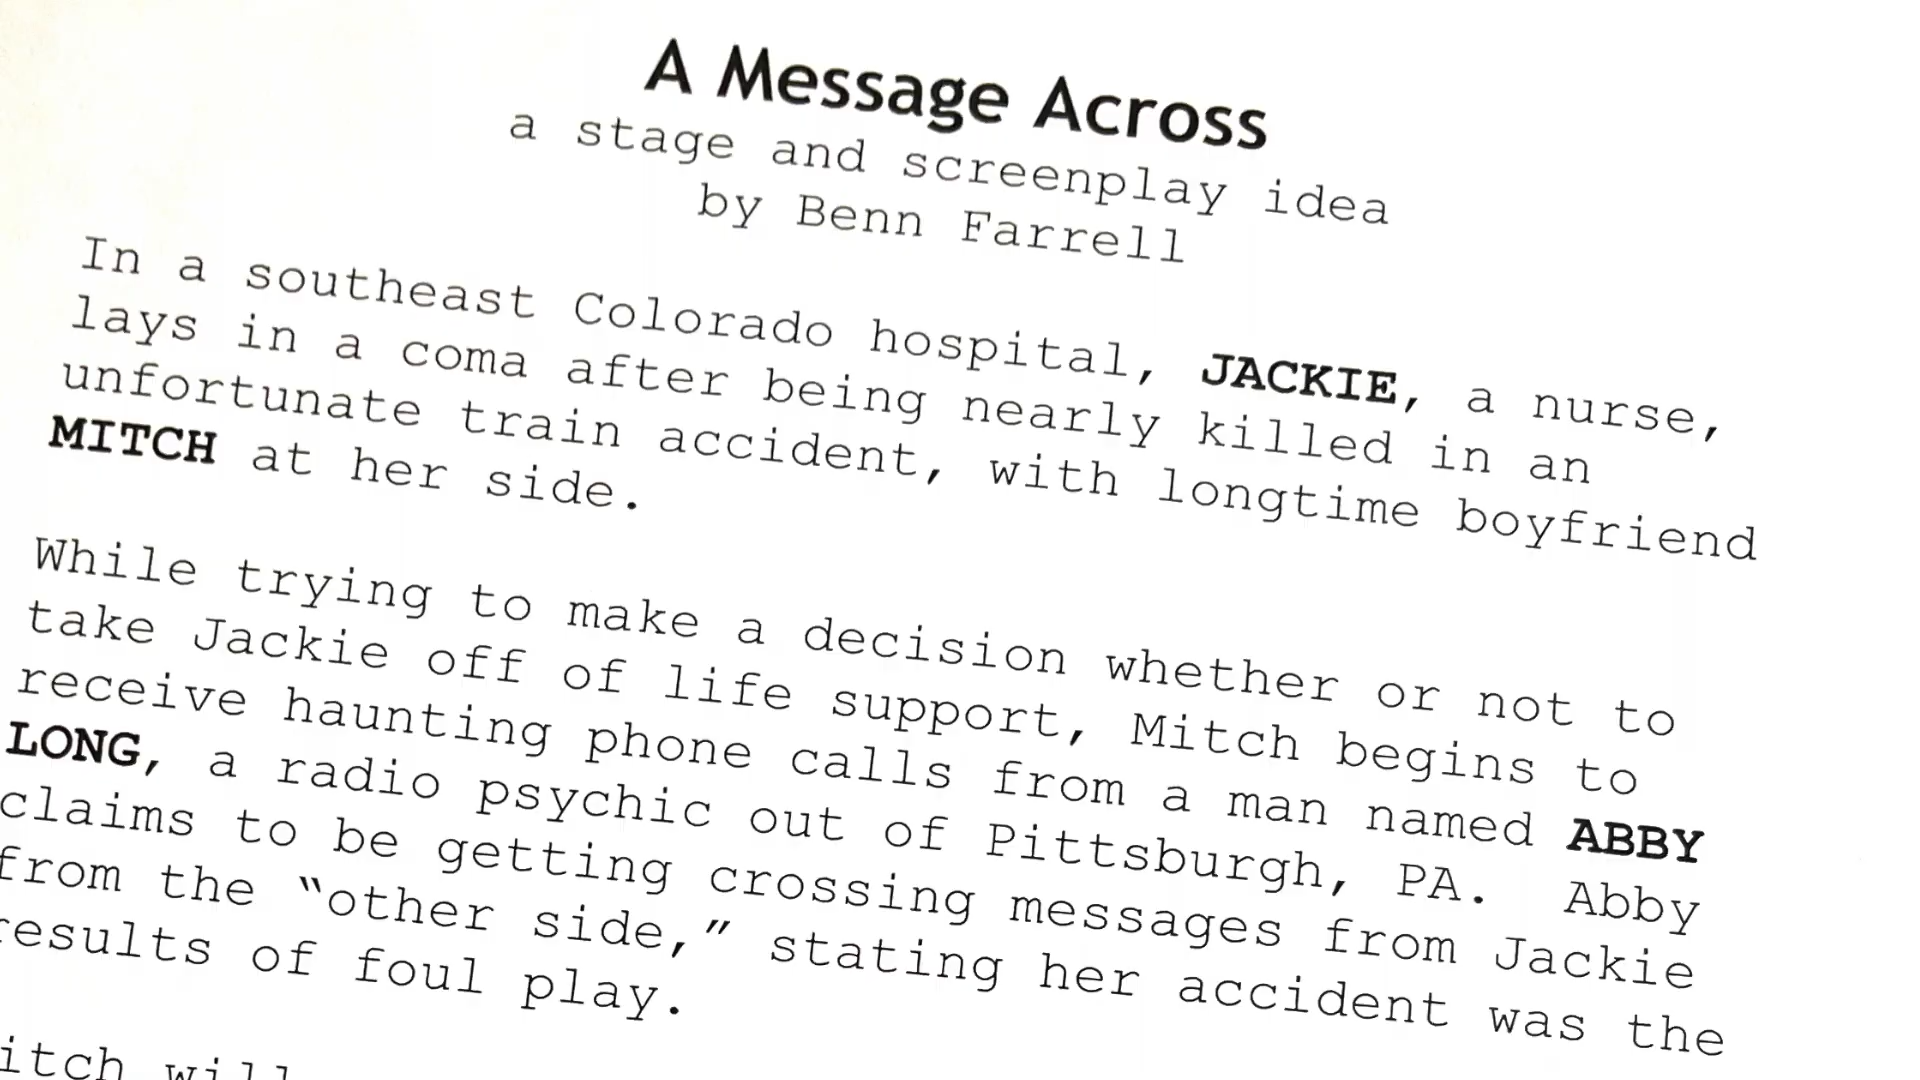 A Message Across
a stage and screenplay idea
by Benn Farrell
In a southeast Colorado hospital, JACKIE, a nurse,
lays in a coma after being nearly killed in an
unfortunate train accident, with longtime boyfriend
MITCH at her side.
While trying to make a decision whether or not to
take Jackie off of life support, Mitch begins to
receive haunting phone calls from a man named ABBY
LONG, a radio psychic out of Pittsburgh, PA. Abby
claims to be getting crossing messages from Jackie
from the "other side," stating her accident was the
results of foul play.